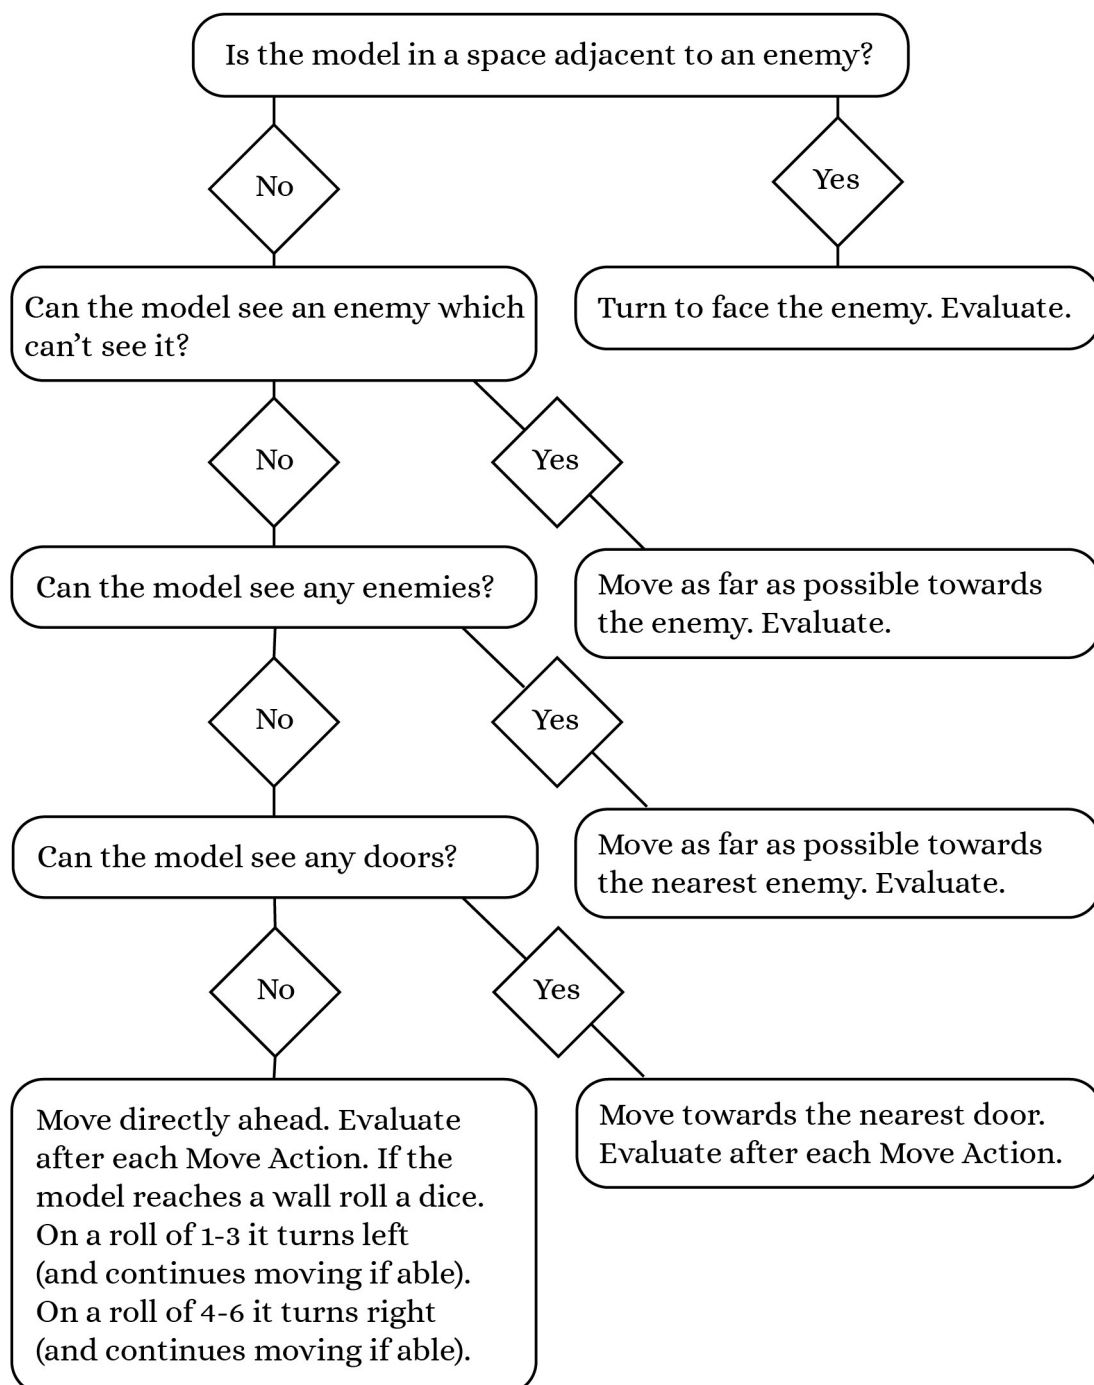 Is the model in a space adjacent to an enemy?
No
Yes
Can the model see an enemy which
can't see it?
Turn to face the enemy. Evaluate.
No
Yes
Can the model see any enemies?
Move as far as possible towards
the enemy. Evaluate.
No
Yes
Can the model see any doors?
Move as far as possible towards
the nearest enemy. Evaluate.
No
Yes
Move directly ahead. Evaluate
after each Move Action. If the
model reaches a wall roll a dice.
On a roll of 1-3 it turns left
(and continues moving if able).
On a roll of 4-6 it turns right
(and continues moving if able).
Move towards the nearest door.
Evaluate after each Move Action.